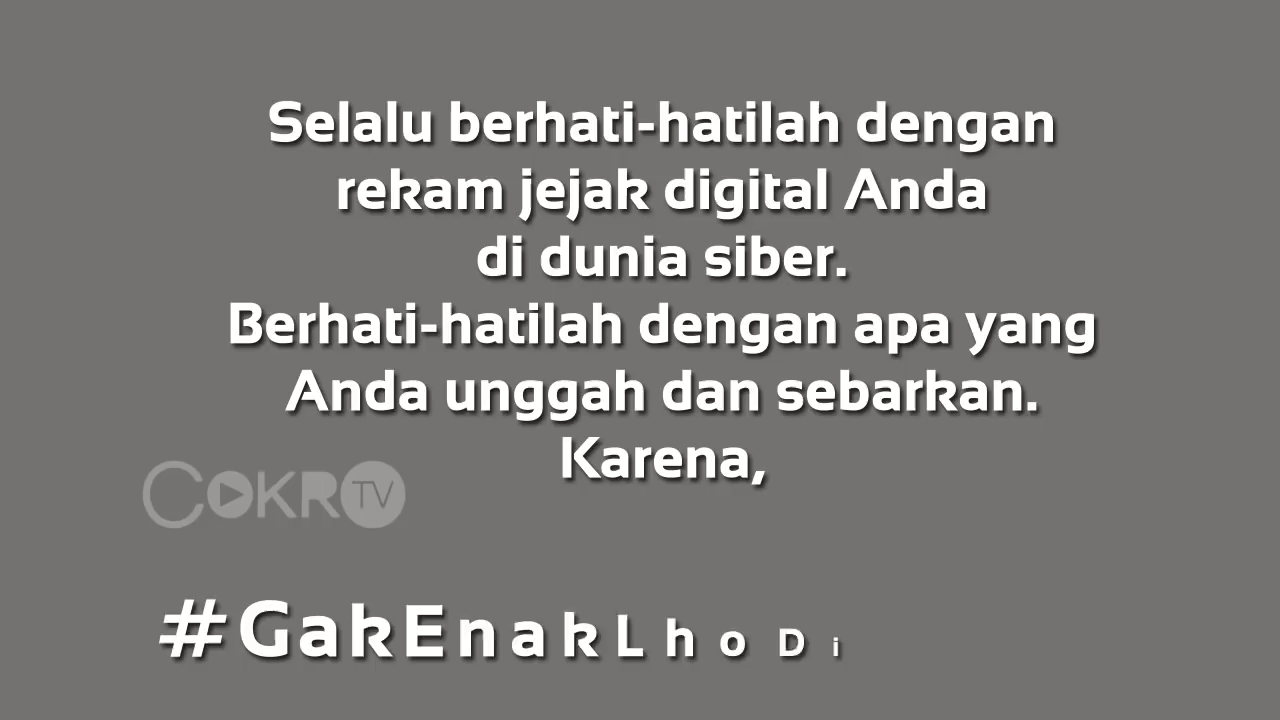 Selalu berhati-hatilah dengan
rekam jejak digital Anda
di dunia siber.
Berhati-hatilah dengan apa yang
Anda unggah dan sebarkan.
Karena,
COKRO TV
#GakEnakLhoDi